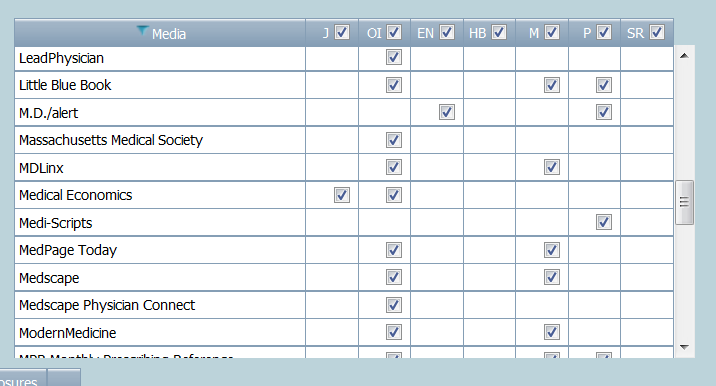 Media J OI EN HB M P SR
LeadPhysician
Little Blue Book
M.D./alert
Massachusetts Medical Society
MDLinx
Medical Economics
Medi-Scripts
MedPage Today
Medscape
Medscape Physician Connect
ModernMedicine
MPR Monthly Prescribing Reference
osures